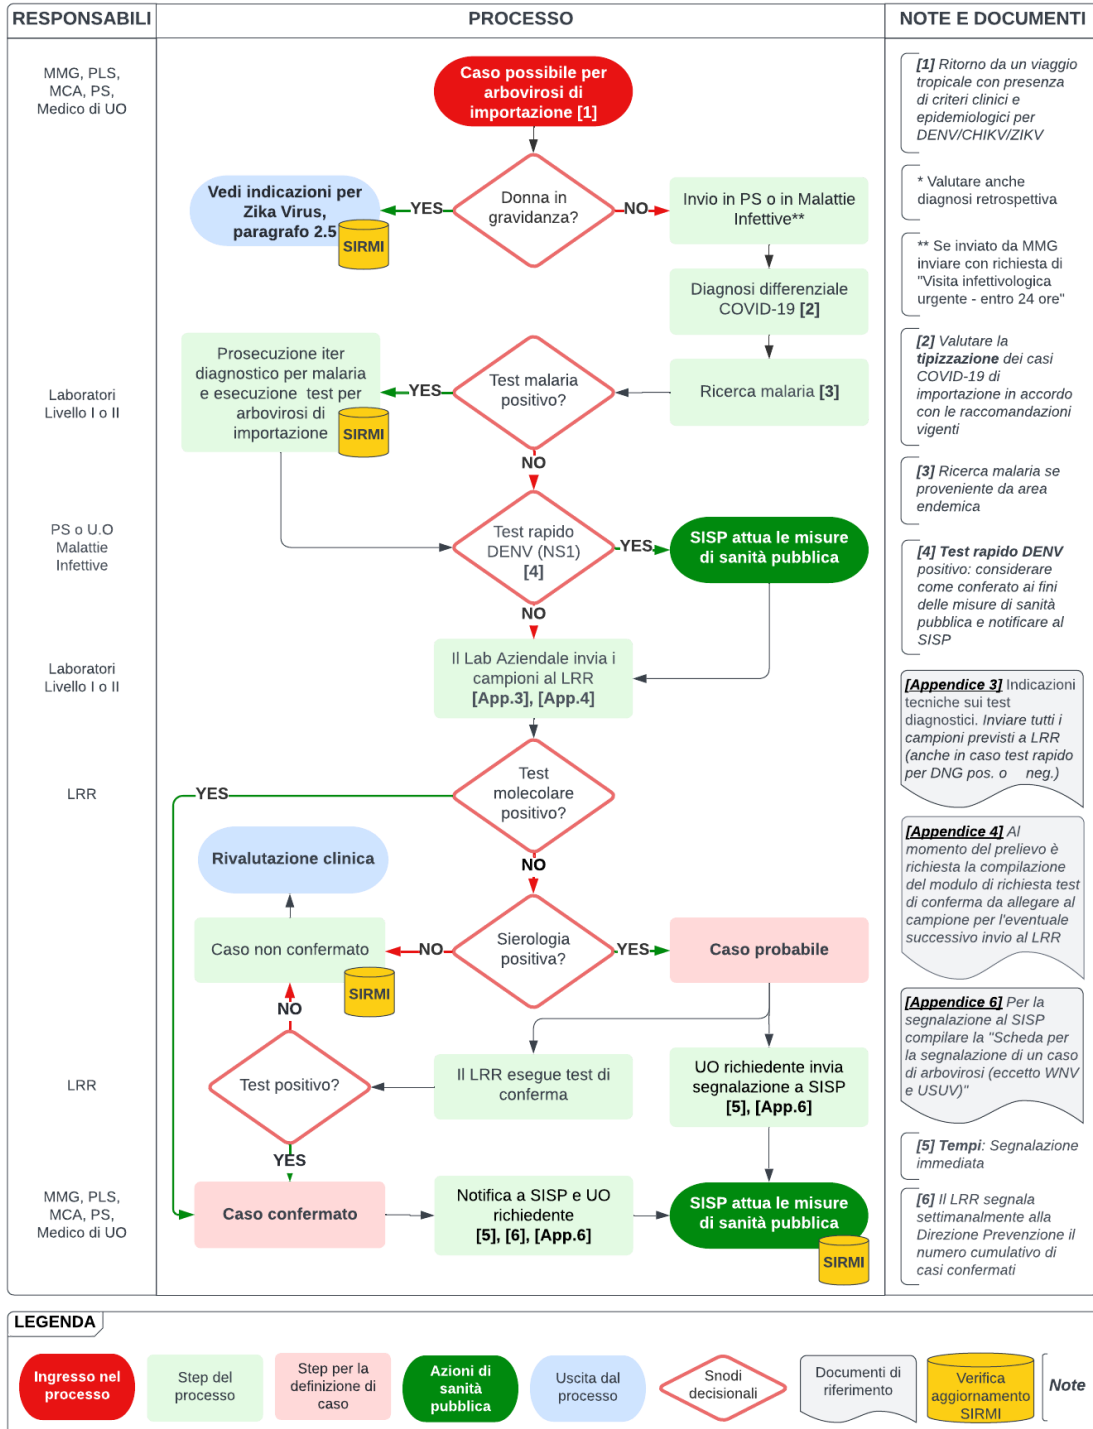 RESPONSABILI
PROCESSO
NOTE E DOCUMENTI
MMG, PLS,
MCA, PS,
Medico di UO
Caso possibile per
arbovirosi di
importazione [1]
[1] Ritorno da un viaggio
tropicale con presenza
di criteri clinici e
epidemiologici per
DENV/CHIKV/ZIKV
Vedi indicazioni per
Zika Virus,
paragrafo 2.5
SIRMI
YES
Donna in
gravidanza?
NO
Invio in PS o in Malattie
Infettive**
* Valutare anche
diagnosi retrospettiva
** Se inviato da MMG
inviare con richiesta di
"Visita infettivologica
urgente - entro 24 ore"
Diagnosi differenziale
COVID-19 [2]
[2] Valutare la
tipizzazione dei casi
COVID-19 di
importazione in accordo
con le raccomandazioni
vigenti
Laboratori
Livello I o II
Prosecuzione iter
diagnostico per malaria
e esecuzione test per
arbovirosi di
importazione
SIRMI
YES
Test malaria
positivo?
Ricerca malaria [3]
NO
[3] Ricerca malaria se
proveniente da area
endemica
PS o U.O
Malattie
Infettive
Test rapido
DENV (NS1)
[4]
YES
SISP attua le misure
di sanità pubblica
[4] Test rapido DENV
positivo: considerare
come conferato ai fini
delle misure di sanità
pubblica e notificare al
SISP
NO
Laboratori
Livello I o II
Il Lab Aziendale invia i
campioni al LRR
[App.3], [App.4]
[Appendice 3] Indicazioni
tecniche sui test
diagnostici. Inviare tutti i
campioni previsti a LRR
(anche in caso test rapido
per DNG pos. o neg.)
LRR
YES
Test
molecolare
positivo?
NO
Rivalutazione clinica
[Appendice 4] Al
momento del prelievo è
richiesta la compilazione
del modulo di richiesta test
di conferma da allegare al
campione per l'eventuale
successivo invio al LRR
Caso non confermato
SIRMI
NO
Sierologia
positiva?
YES
Caso probabile
NO
[Appendice 6] Per la
segnalazione al SISP
compilare la "Scheda per
la segnalazione di un caso
di arbovirosi (eccetto WNV
e USUV)"
LRR
Test positivo?
Il LRR esegue test di
conferma
UO richiedente invia
segnalazione a SISP
[5], [App.6]
YES
[5] Tempi: Segnalazione
immediata
MMG, PLS,
MCA, PS,
Medico di UO
Caso confermato
Notifica a SISP e UO
richiedente
[5], [6], [App.6]
SISP attua le misure
di sanità pubblica
SIRMI
[6] Il LRR segnala
settimanalmente alla
Direzione Prevenzione il
numero cumulativo di
casi confermati
LEGENDA
Ingresso nel
processo
Step del
processo
Step per la
definizione di
caso
Azioni di
sanità
pubblica
Uscita dal
processo
Snodi
decisionali
Documenti di
riferimento
Verifica
aggiornamento
SIRMI
Note